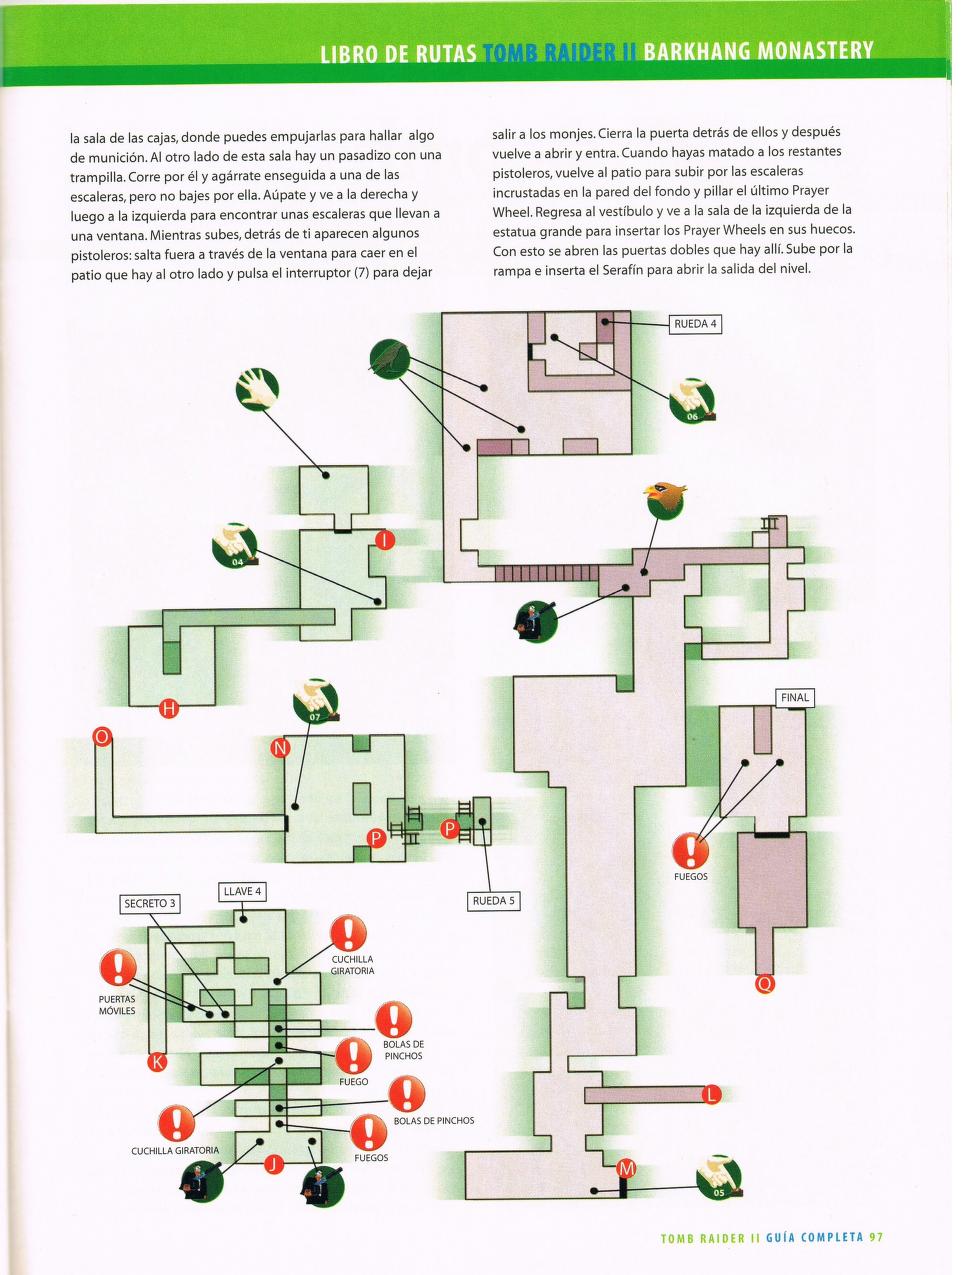 LIBRO DE RUTAS TOMB RAIDER II BARKHANG MONASTERY
la sala de las cajas, donde puedes empujarlas para hallar algo
de munición. Al otro lado de esta sala hay un pasadizo con una
trampilla. Corre por él y agárrate enseguida a una de las
escaleras, pero no bajes por ella. Aúpate y ve a la derecha y
luego a la izquierda para encontrar unas escaleras que llevan a
una ventana. Mientras subes, detrás de ti aparecen algunos
pistoleros: salta fuera a través de la ventana para caer en el
patio que hay al otro lado y pulsa el interruptor (7) para dejar
salir a los monjes. Cierra la puerta detrás de ellos y después
vuelve a abrir y entra. Cuando hayas matado a los restantes
pistoleros, vuelve al patio para subir por las escaleras
incrustadas en la pared del fondo y pillar el último Prayer
Wheel. Regresa al vestíbulo y ve a la sala de la izquierda de la
estatua grande para insertar los Prayer Wheels en sus huecos.
Con esto se abren las puertas dobles que hay allí. Sube por la
rampa e inserta el Serafín para abrir la salida del nivel.
RUEDA 4
06
I
04
H
07
FINAL
O
N
P
P
FUEGOS
RUEDA 5
LLAVE 4
SECRETO 3
CUCHILLA
GIRATORIA
PUERTAS
MÓVILES
Q
BOLAS DE
PINCHOS
K
FUEGO
L
BOLAS DE PINCHOS
CUCHILLA GIRATORIA
FUEGOS
J
M
05
TOMB RAIDER II GUÍA COMPLETA 97